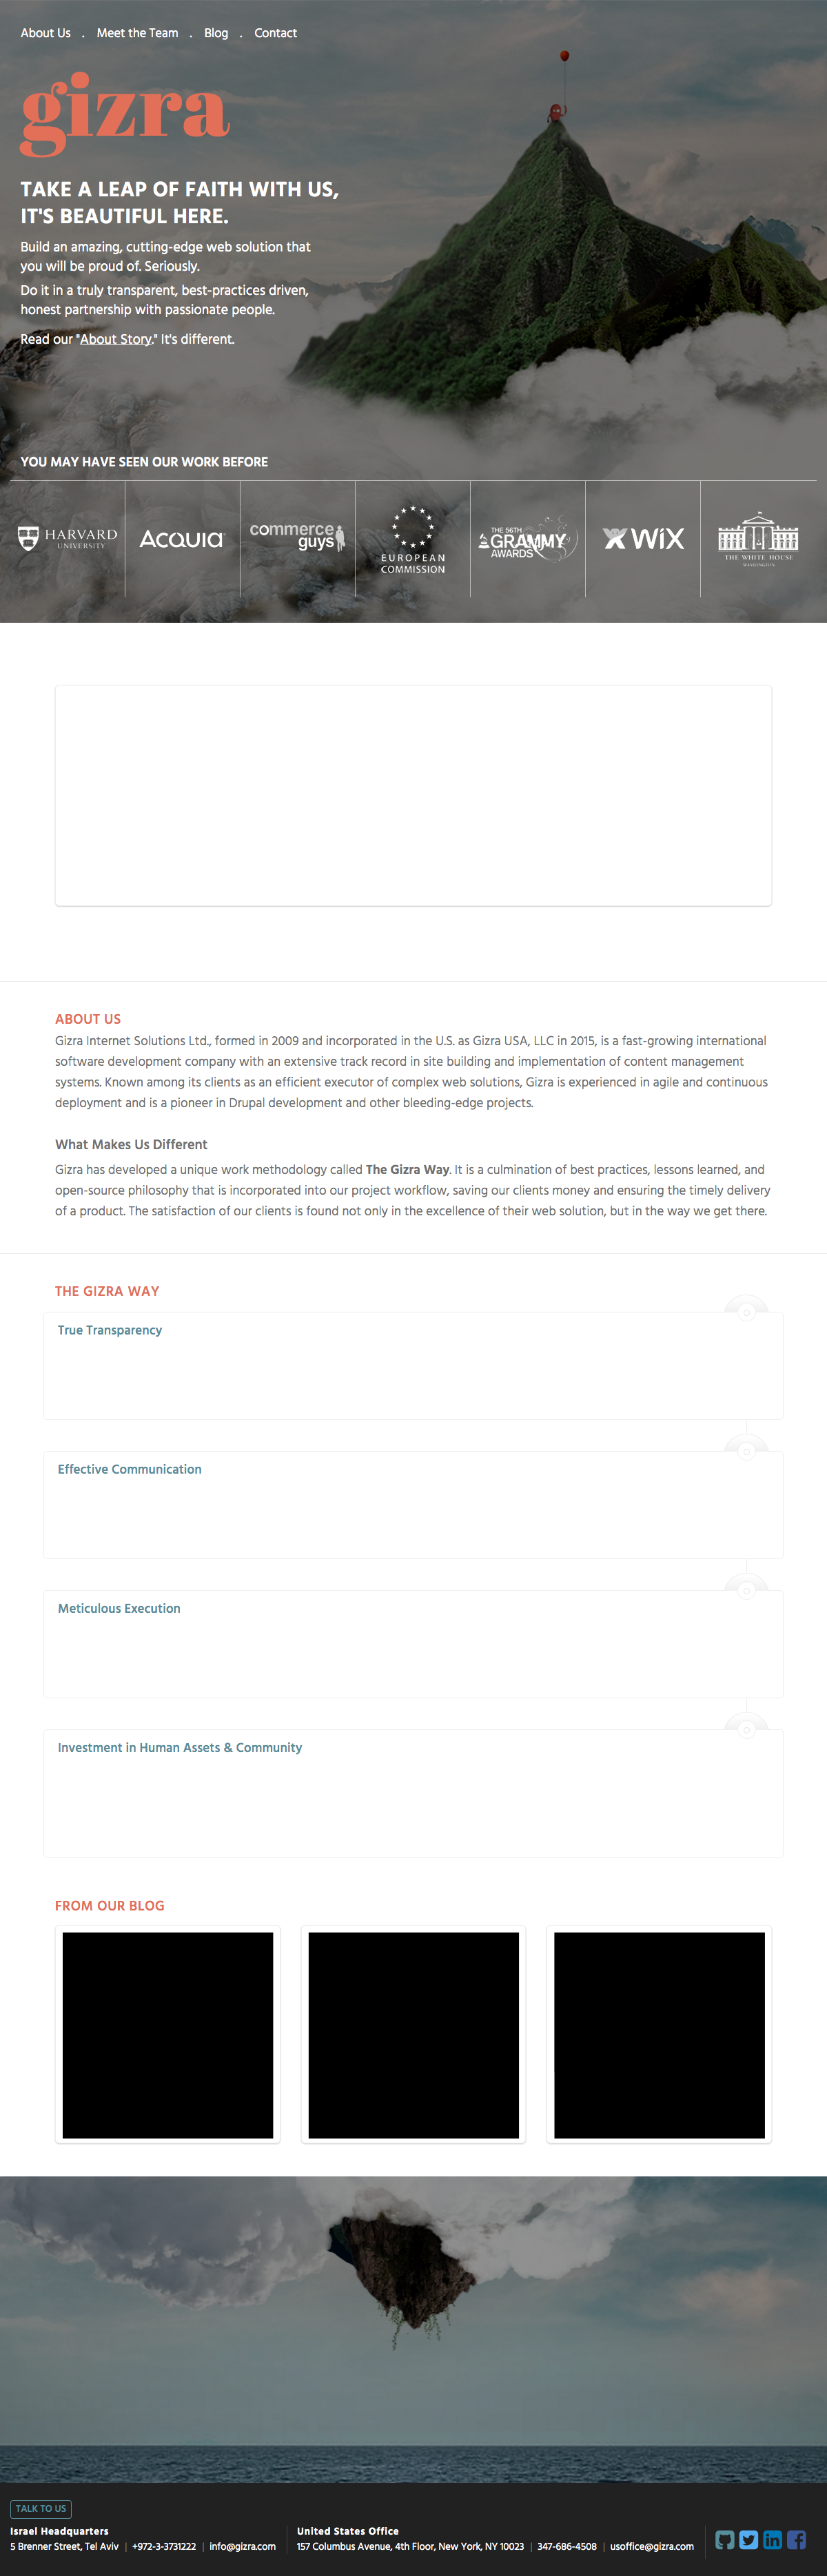 About Us . Meet the Team . Blog . Contact
gizra
TAKE A LEAP OF FAITH WITH US,
IT'S BEAUTIFUL HERE.
Build an amazing, cutting-edge web solution that
you will be proud of. Seriously.
Do it in a truly transparent, best-practices driven,
honest partnership with passionate people.
Read our "About Story." It's different.
YOU MAY HAVE SEEN OUR WORK BEFORE
HARVARD
UNIVERSITY
ACQUIA
commerce
guys
EUROPEAN
COMMISSION
THE 56TH
GRAMMY
AWARDS
WiX
THE WHITE HOUSE
WASHINGTON
ABOUT US
Gizra Internet Solutions Ltd., formed in 2009 and incorporated in the U.S. as Gizra USA, LLC in 2015, is a fast-growing international
software development company with an extensive track record in site building and implementation of content management
systems. Known among its clients as an efficient executor of complex web solutions, Gizra is experienced in agile and continuous
deployment and is a pioneer in Drupal development and other bleeding-edge projects.
What Makes Us Different
Gizra has developed a unique work methodology called The Gizra Way. It is a culmination of best practices, lessons learned, and
open-source philosophy that is incorporated into our project workflow, saving our clients money and ensuring the timely delivery
of a product. The satisfaction of our clients is found not only in the excellence of their web solution, but in the way we get there.
THE GIZRA WAY
True Transparency
Effective Communication
Meticulous Execution
Investment in Human Assets & Community
FROM OUR BLOG
TALK TO US
Israel Headquarters
5 Brenner Street, Tel Aviv | +972-3-3731222 | info@gizra.com
United States Office
157 Columbus Avenue, 4th Floor, New York, NY 10023 | 347-686-4508 | usoffice@gizra.com